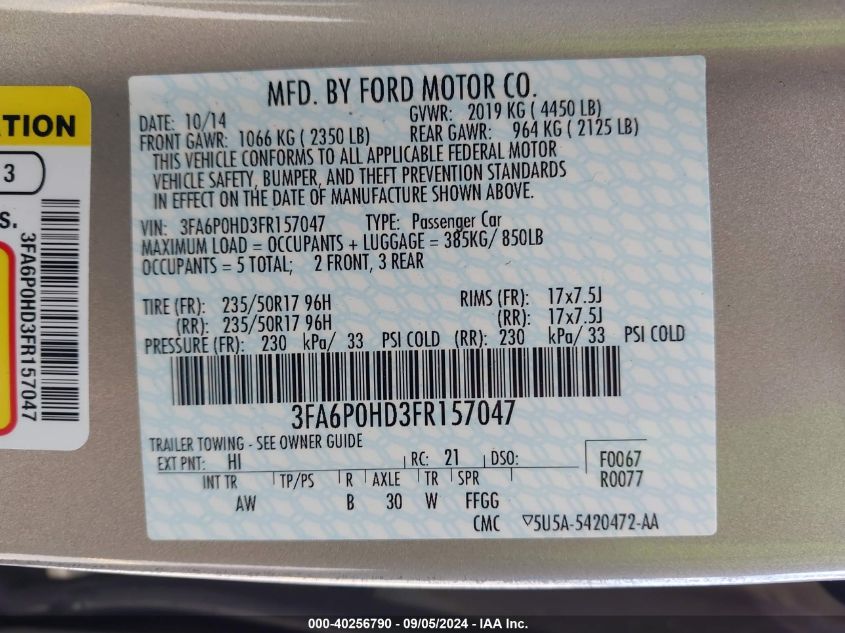 ATION
3
S.
3FA6P0HD3FR157047
MFD. BY FORD MOTOR CO.
DATE: 10/14 GVWR: 2019 KG ( 4450 LB)
FRONT GAWR: 1066 KG ( 2350 LB) REAR GAWR: 964 KG ( 2125 LB)
THIS VEHICLE CONFORMS TO ALL APPLICABLE FEDERAL MOTOR
VEHICLE SAFETY, BUMPER, AND THEFT PREVENTION STANDARDS
IN EFFECT ON THE DATE OF MANUFACTURE SHOWN ABOVE.
VIN: 3FA6P0HD3FR157047 TYPE: Passenger Car
MAXIMUM LOAD = OCCUPANTS + LUGGAGE = 385KG/ 850LB
OCCUPANTS = 5 TOTAL; 2 FRONT, 3 REAR
TIRE (FR): 235/50R17 96H RIMS (FR): 17x7.5J
(RR): 235/50R17 96H (RR): 17x7.5J
PRESSURE (FR): 230 kPa/ 33 PSI COLD (RR): 230 kPa/ 33 PSI COLD
3FA6P0HD3FR157047
TRAILER TOWING - SEE OWNER GUIDE
EXT PNT: HI RC: 21 DSO: F0067
INT TR TP/PS R AXLE TR SPR R0077
AW B 30 W FFGG
CMC ▽5U5A-5420472-AA
000-40256790 - 09/05/2024 - IAA Inc.